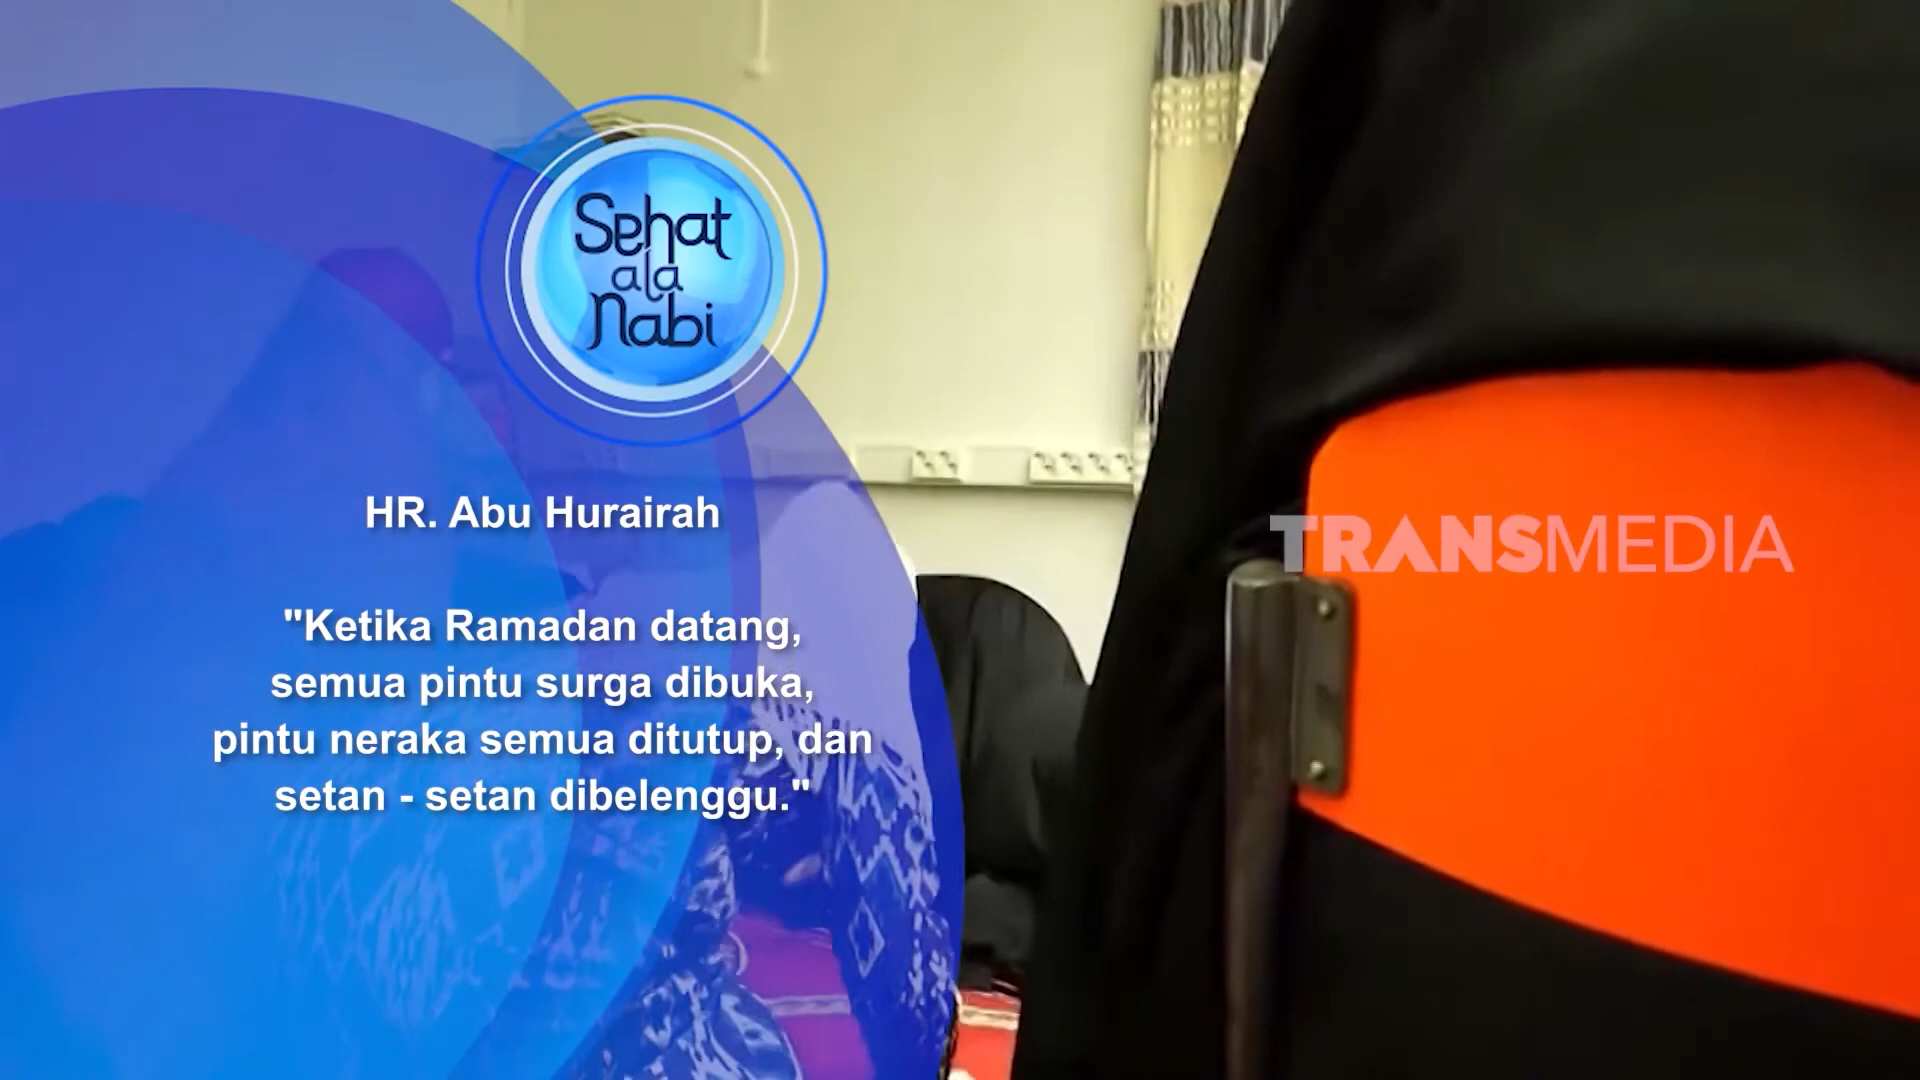 Sehat
ala
Nabi
HR. Abu Hurairah
TRANSMEDIA
"Ketika Ramadan datang,
semua pintu surga dibuka,
pintu neraka semua ditutup, dan
setan - setan dibelenggu."